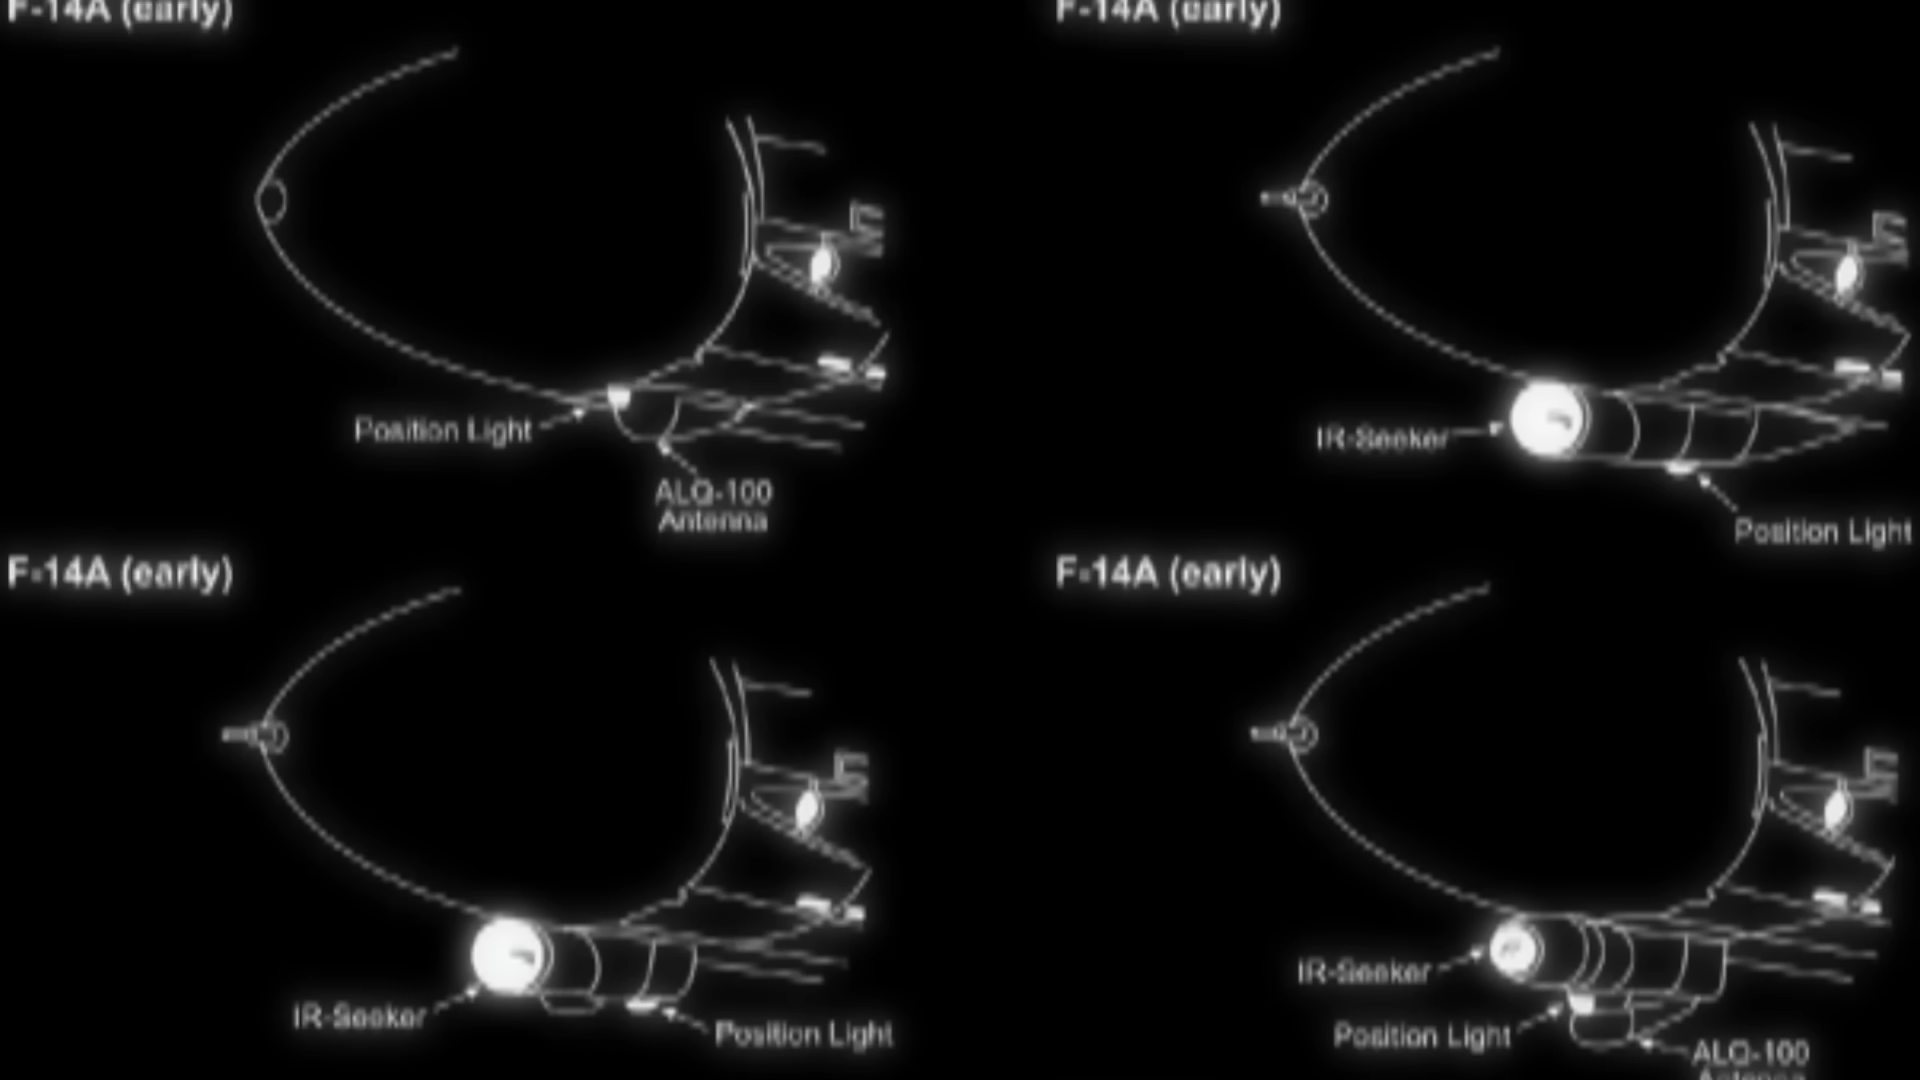 F-14A (early)
F-14A (early)
Position Light
ALQ-100
Antenna
IR-Seeker
Position Light
F-14A (early)
F-14A (early)
IR-Seeker
Position Light
IR-Seeker
Position Light
ALQ-100
Antenna